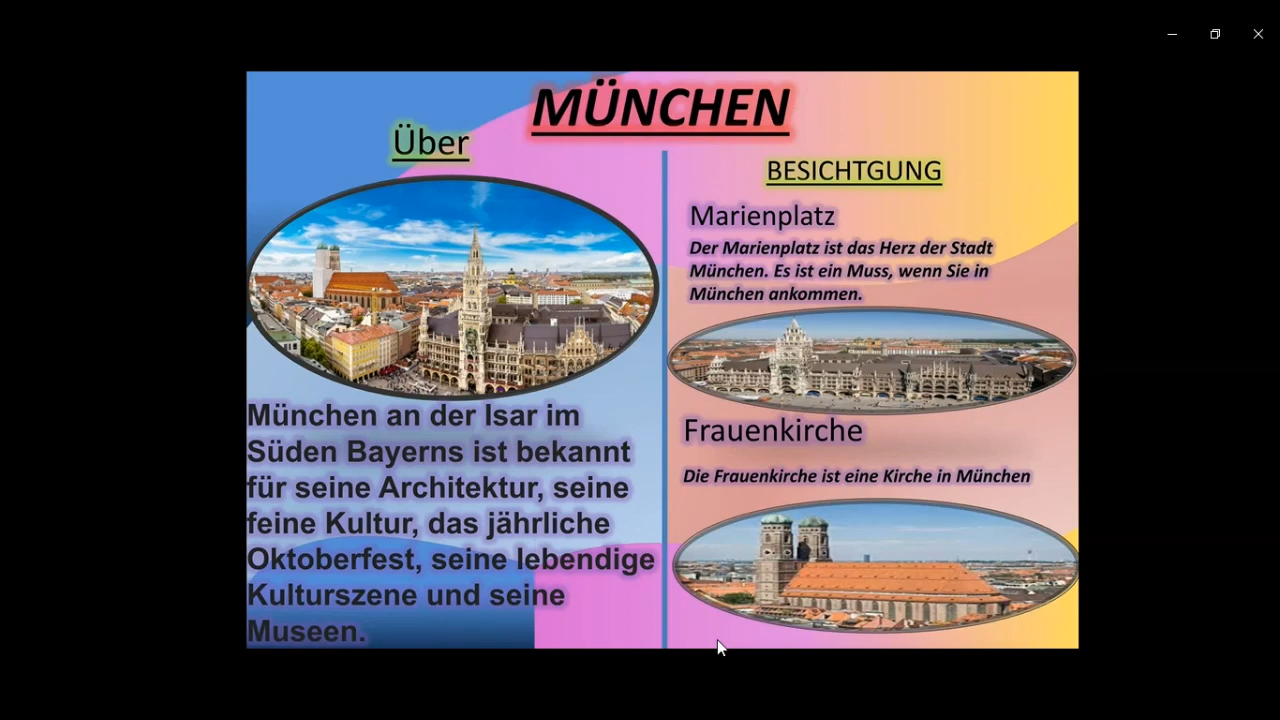 MÜNCHEN
Über
München an der Isar im
Süden Bayerns ist bekannt
für seine Architektur, seine
feine Kultur, das jährliche
Oktoberfest, seine lebendige
Kulturszene und seine
Museen.
BESICHTGUNG
Marienplatz
Der Marienplatz ist das Herz der Stadt
München. Es ist ein Muss, wenn Sie in
München ankommen.
Frauenkirche
Die Frauenkirche ist eine Kirche in München